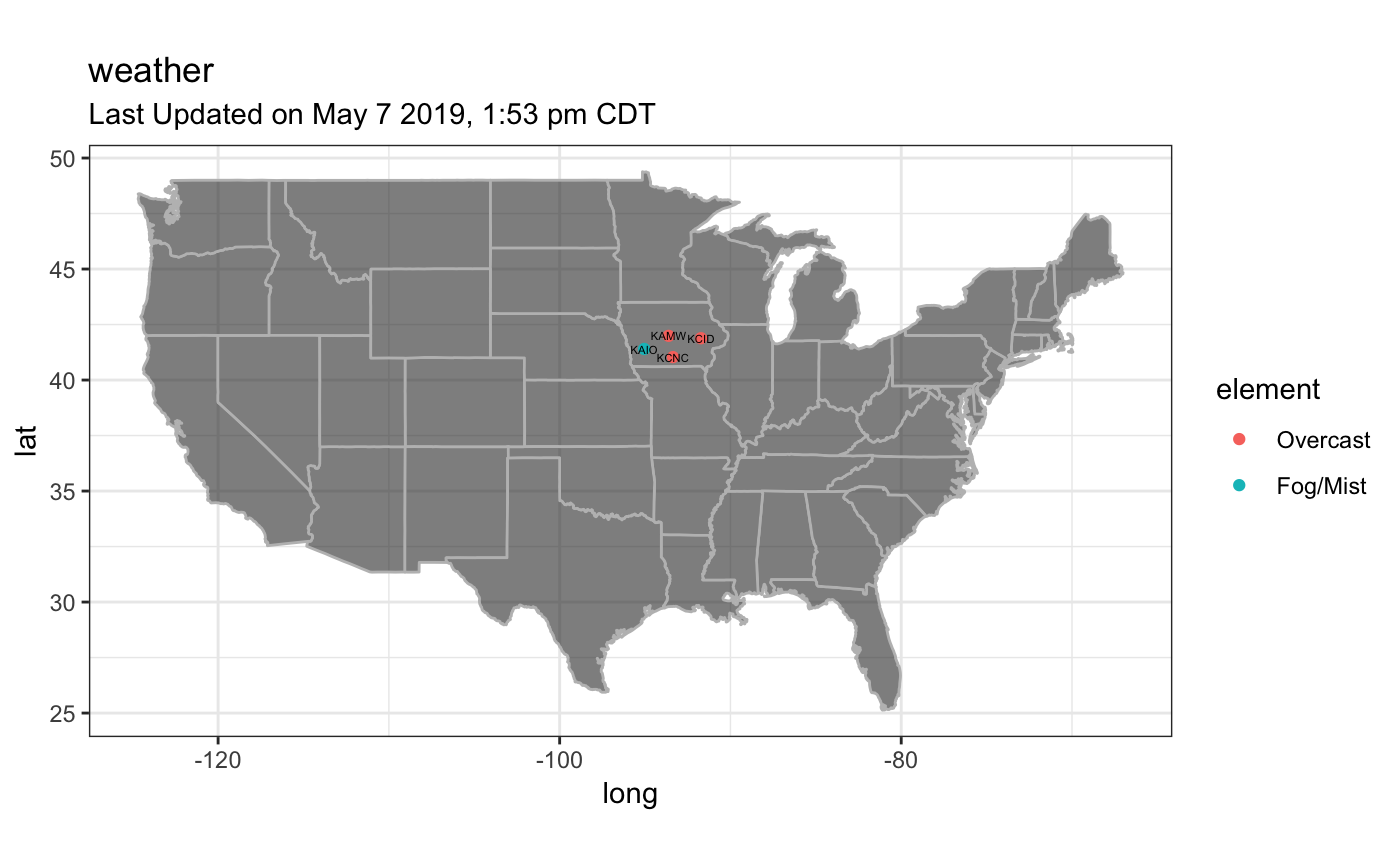 weather
Last Updated on May 7 2019, 1:53 pm CDT
50
45
40
35
30
25
lat
KAMW
KCID
KAIO
KCNC
-120
-100
-80
long
element
Overcast
Fog/Mist